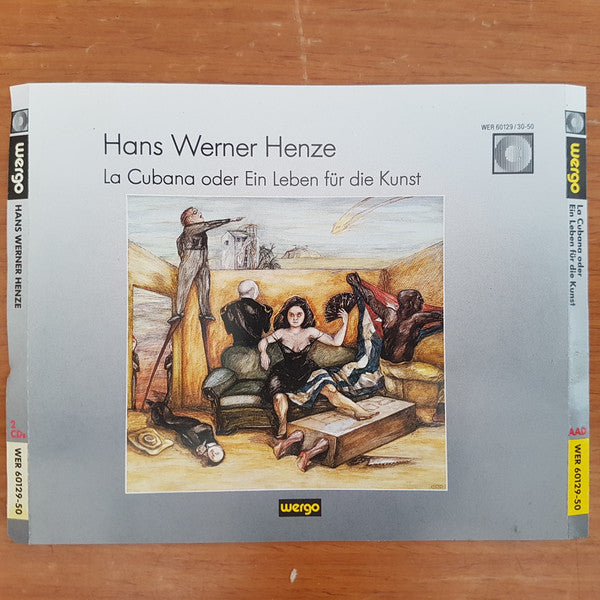 WER 60129/30-50
Hans Werner Henze
La Cubana oder Ein Leben für die Kunst
wergo
wergo
HANS WERNER HENZE
2
CDs
WER 60129-50
wergo
La Cubana oder
Ein Leben für die Kunst
AAD
WER 60129-50